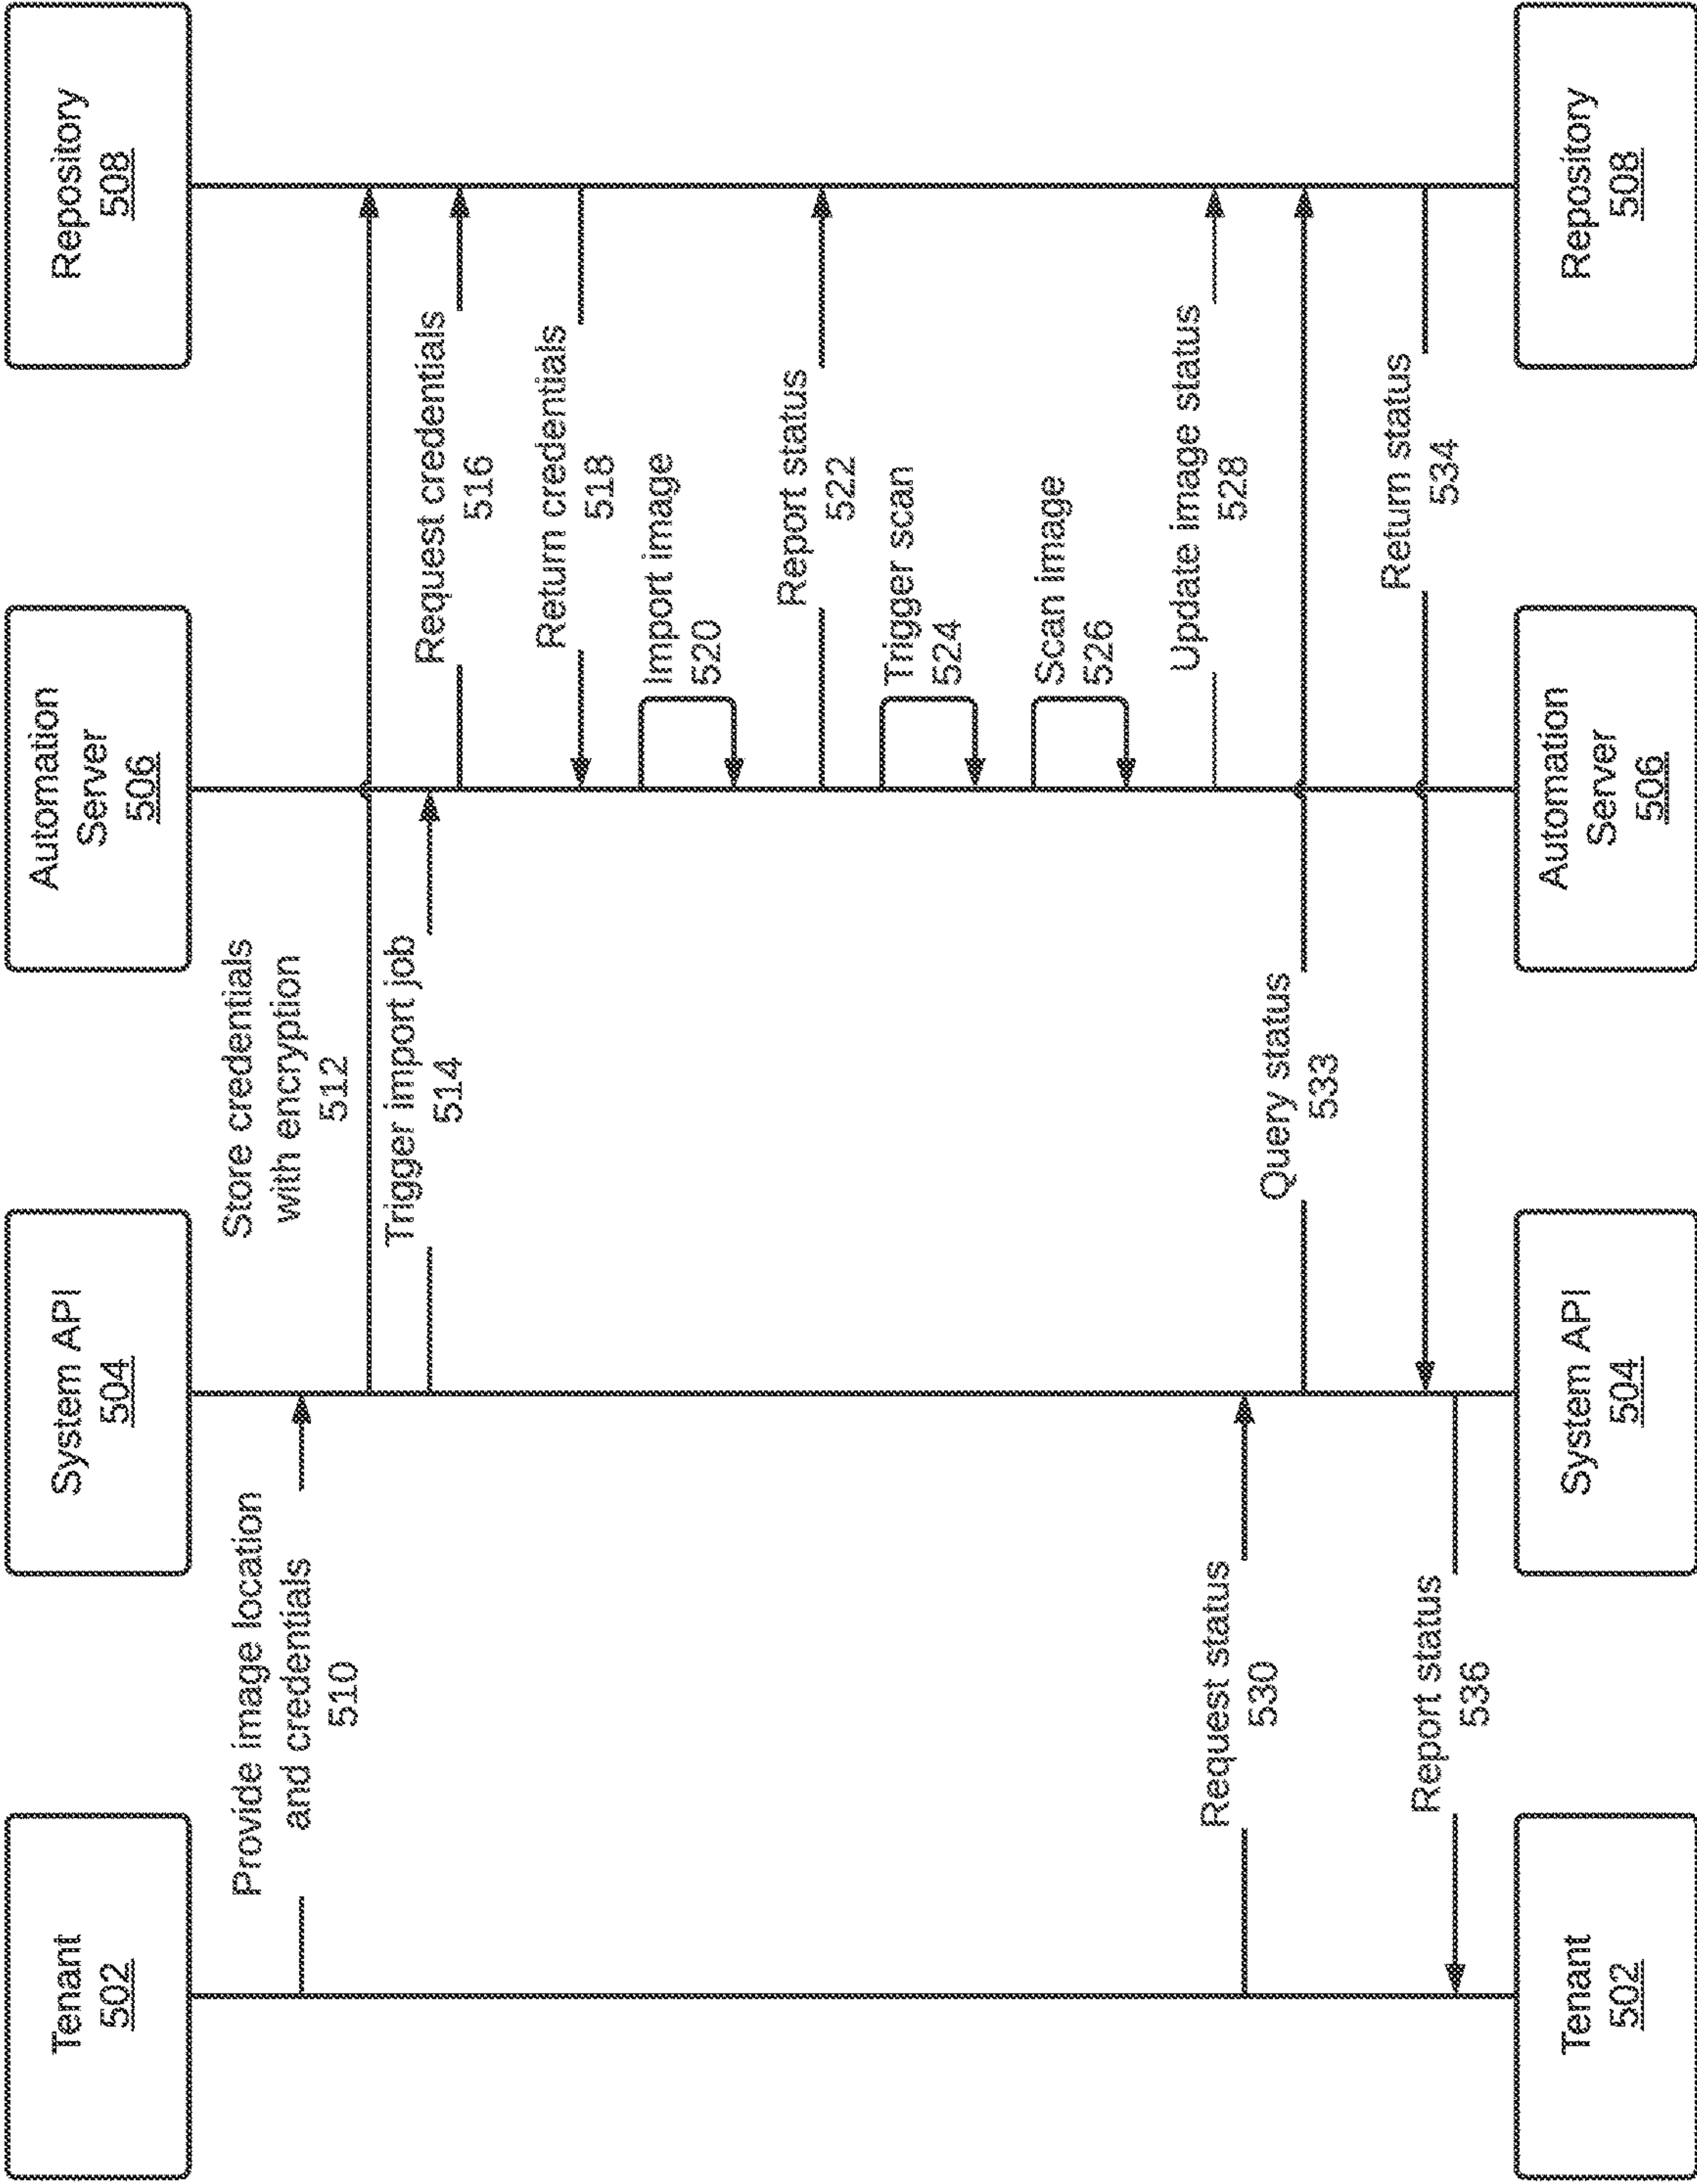 Tenant
502
System API
504
Automation
Server
506
Repository
508
Provide image location
and credentials
510
Store credentials
with encryption
512
Trigger import job
514
Request credentials
516
Return credentials
518
Import image
520
Report status
522
Trigger scan
524
Scan image
526
Update image status
528
Request status
530
Query status
533
Return status
534
Report status
536
Tenant
502
System API
504
Automation
Server
506
Repository
508